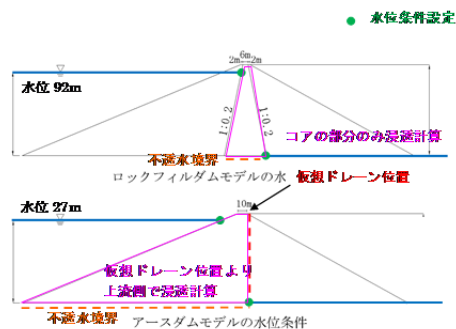 水位条件設定
6m
2m 2m
水位 92m
1:0.2
1:0.2
コアの部分のみ浸透計算
不透水境界
ロックフィルダムモデルの水
仮想ドレーン位置
水位 27m
10m
仮想ドレーン位置より
上流側で浸透計算
不透水境界
アースダムモデルの水位条件